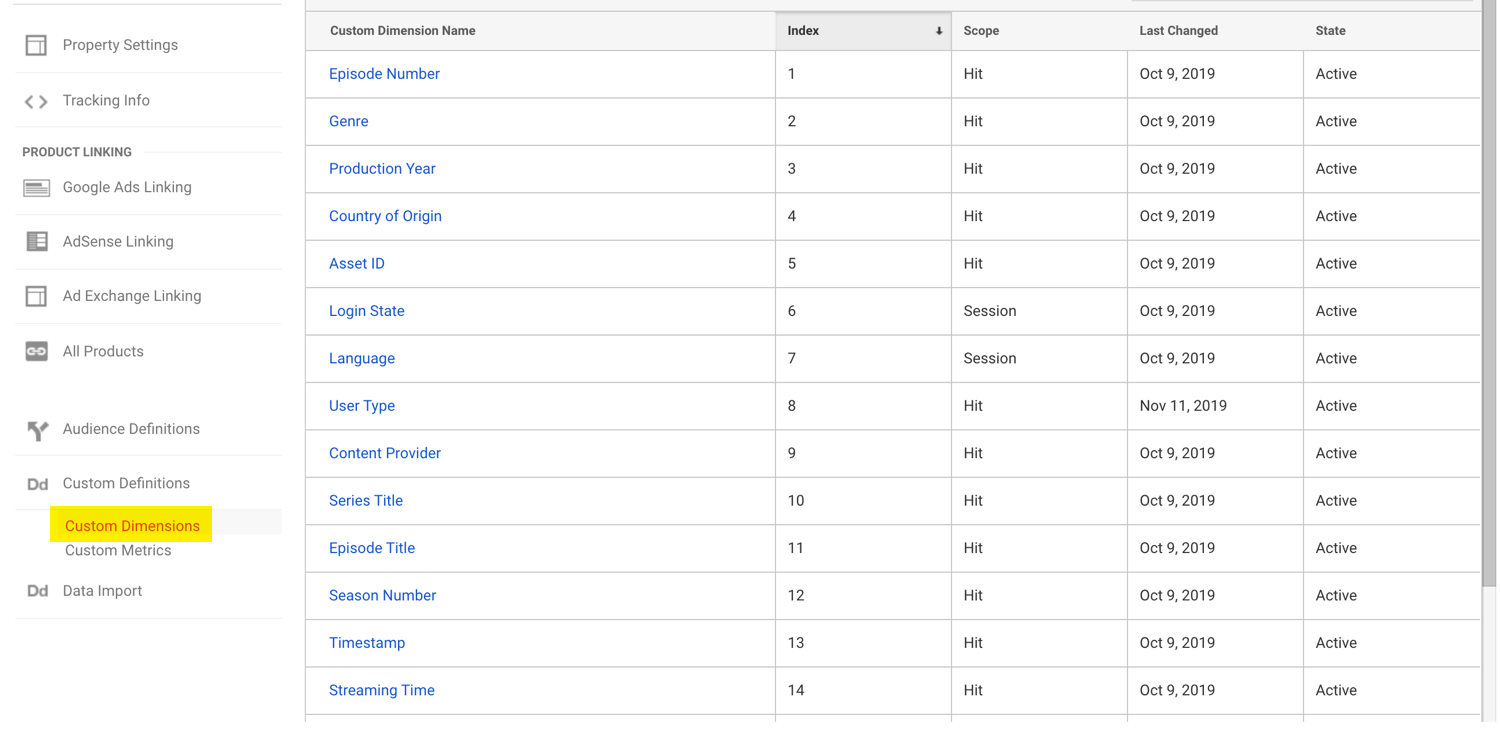 Property Settings
Tracking Info
PRODUCT LINKING
Google Ads Linking
AdSense Linking
Ad Exchange Linking
All Products
Audience Definitions
Dd Custom Definitions
Custom Dimensions
Custom Metrics
Dd Data Import
Custom Dimension Name Index Scope Last Changed State
Episode Number 1 Hit Oct 9, 2019 Active
Genre 2 Hit Oct 9, 2019 Active
Production Year 3 Hit Oct 9, 2019 Active
Country of Origin 4 Hit Oct 9, 2019 Active
Asset ID 5 Hit Oct 9, 2019 Active
Login State 6 Session Oct 9, 2019 Active
Language 7 Session Oct 9, 2019 Active
User Type 8 Hit Nov 11, 2019 Active
Content Provider 9 Hit Oct 9, 2019 Active
Series Title 10 Hit Oct 9, 2019 Active
Episode Title 11 Hit Oct 9, 2019 Active
Season Number 12 Hit Oct 9, 2019 Active
Timestamp 13 Hit Oct 9, 2019 Active
Streaming Time 14 Hit Oct 9, 2019 Active